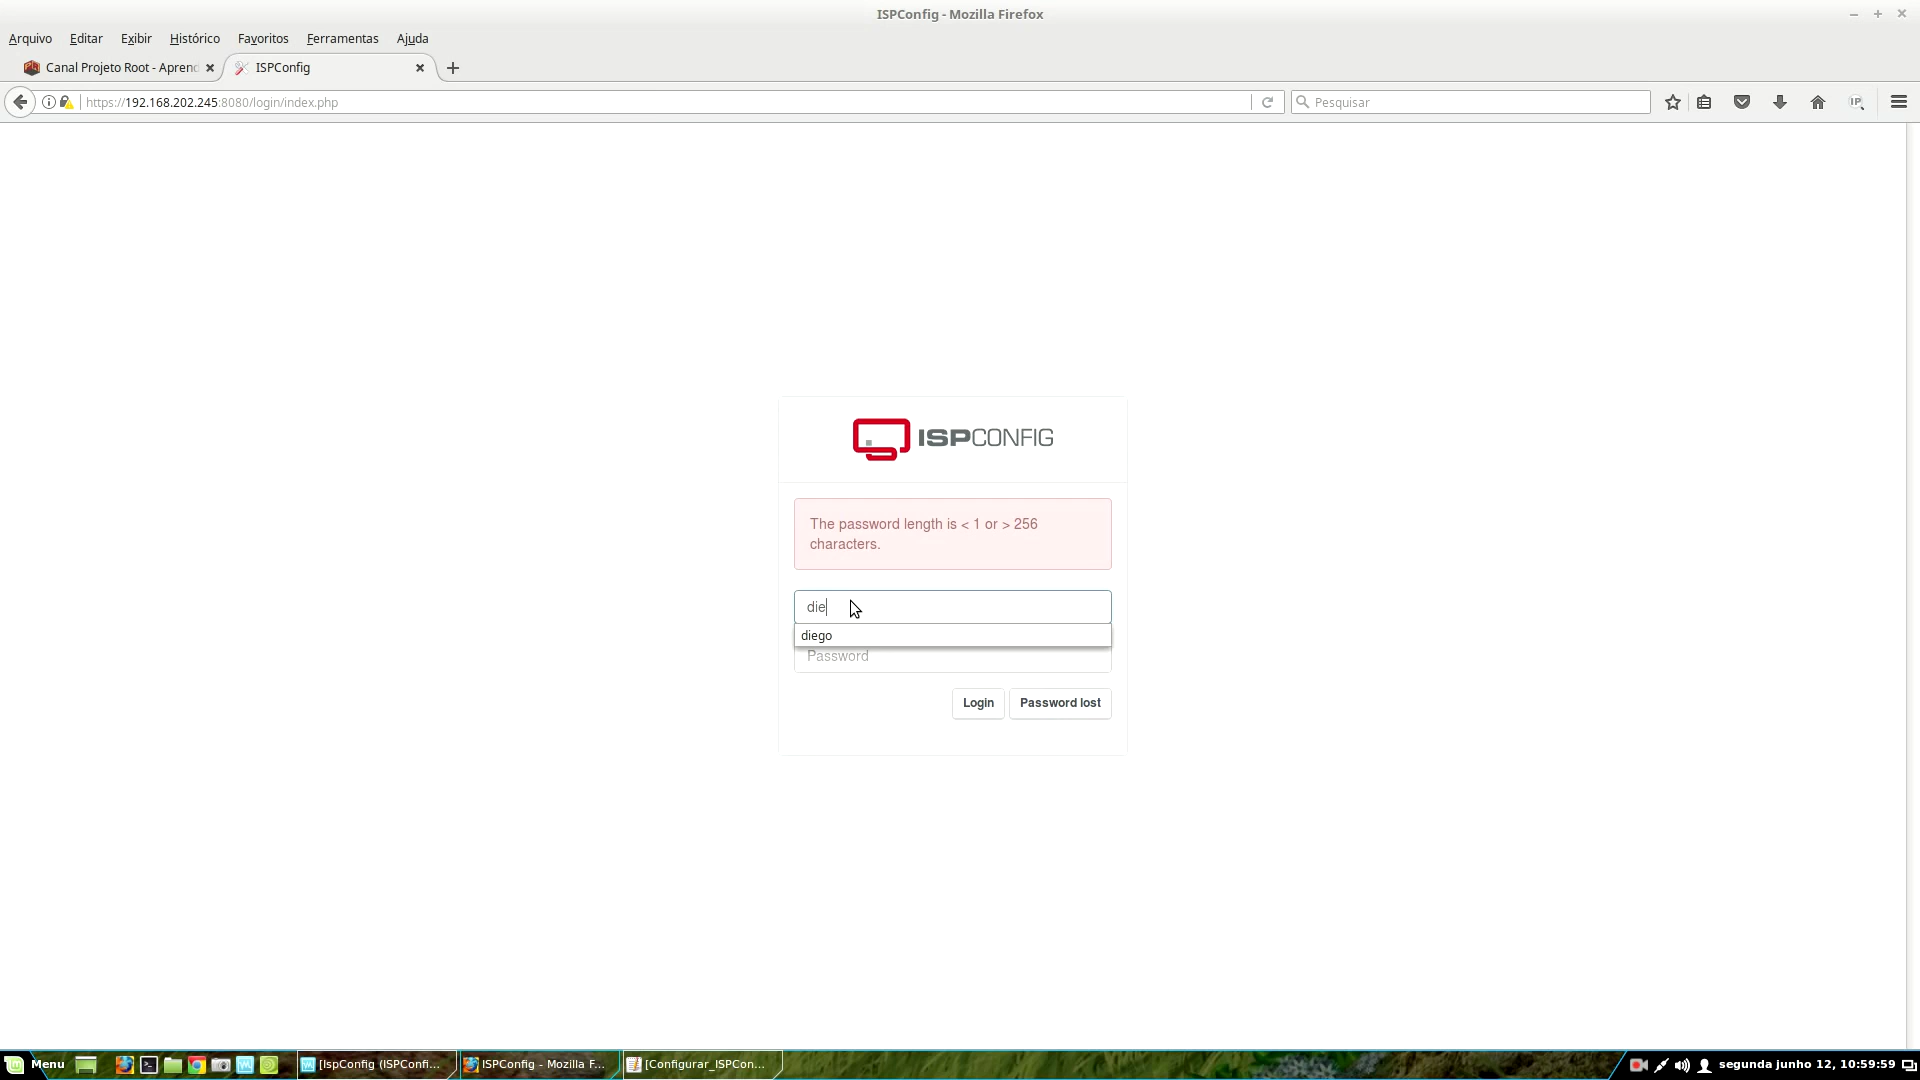 ISPConfig - Mozilla Firefox
Arquivo Editar Exibir Histórico Favoritos Ferramentas Ajuda
Canal Projeto Root - Aprend ISPConfig
https://192.168.202.245:8080/login/index.php Pesquisar IP
ISPCONFIG
The password length is < 1 or > 256
characters.
die
diego
Password
Login Password lost
Menu [IspConfig (ISPConfi... ISPConfig - Mozilla F... [Configurar_ISPCon... segunda junho 12, 10:59:59